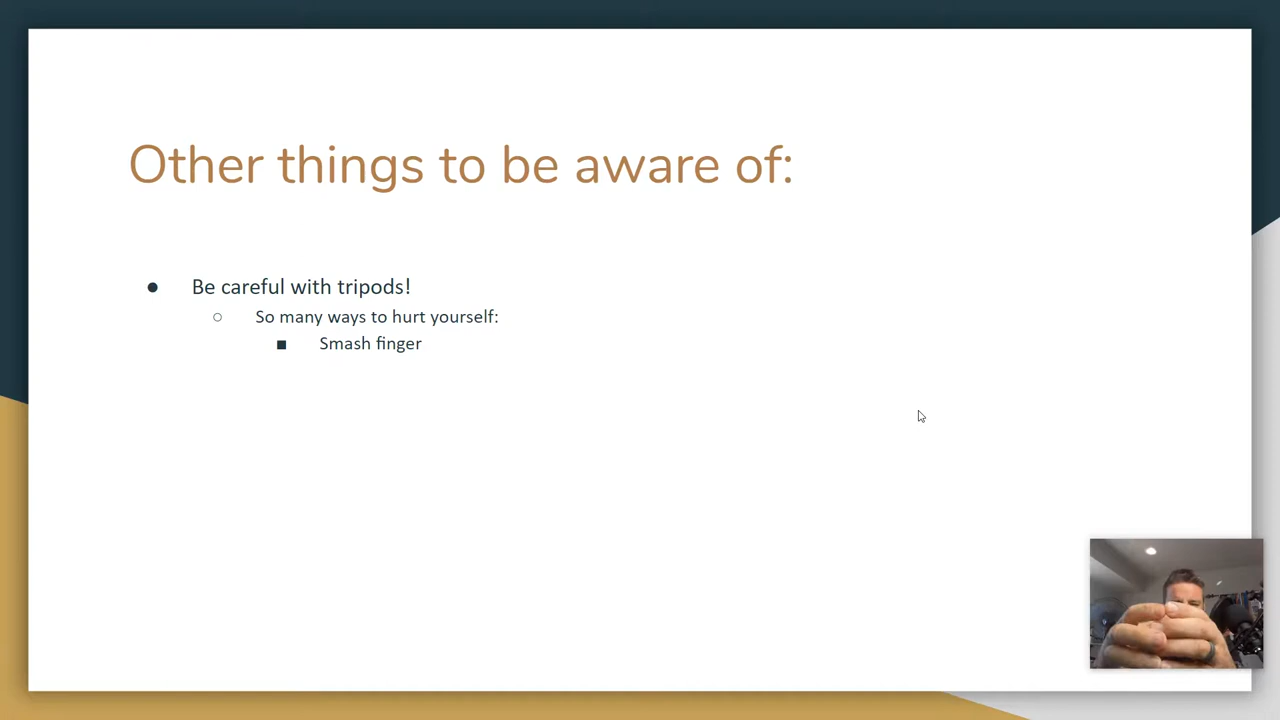 Other things to be aware of:
● Be careful with tripods!
○ So many ways to hurt yourself:
■ Smash finger